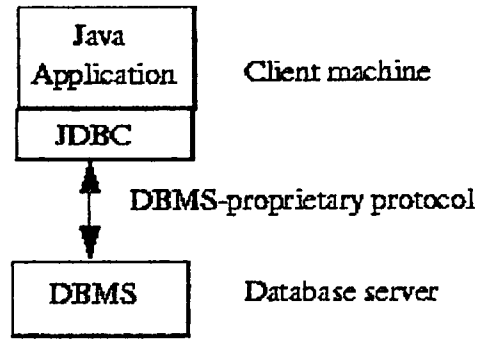 Java
Application
Client machine
JDBC
DBMS-proprietary protocol
DBMS
Database server